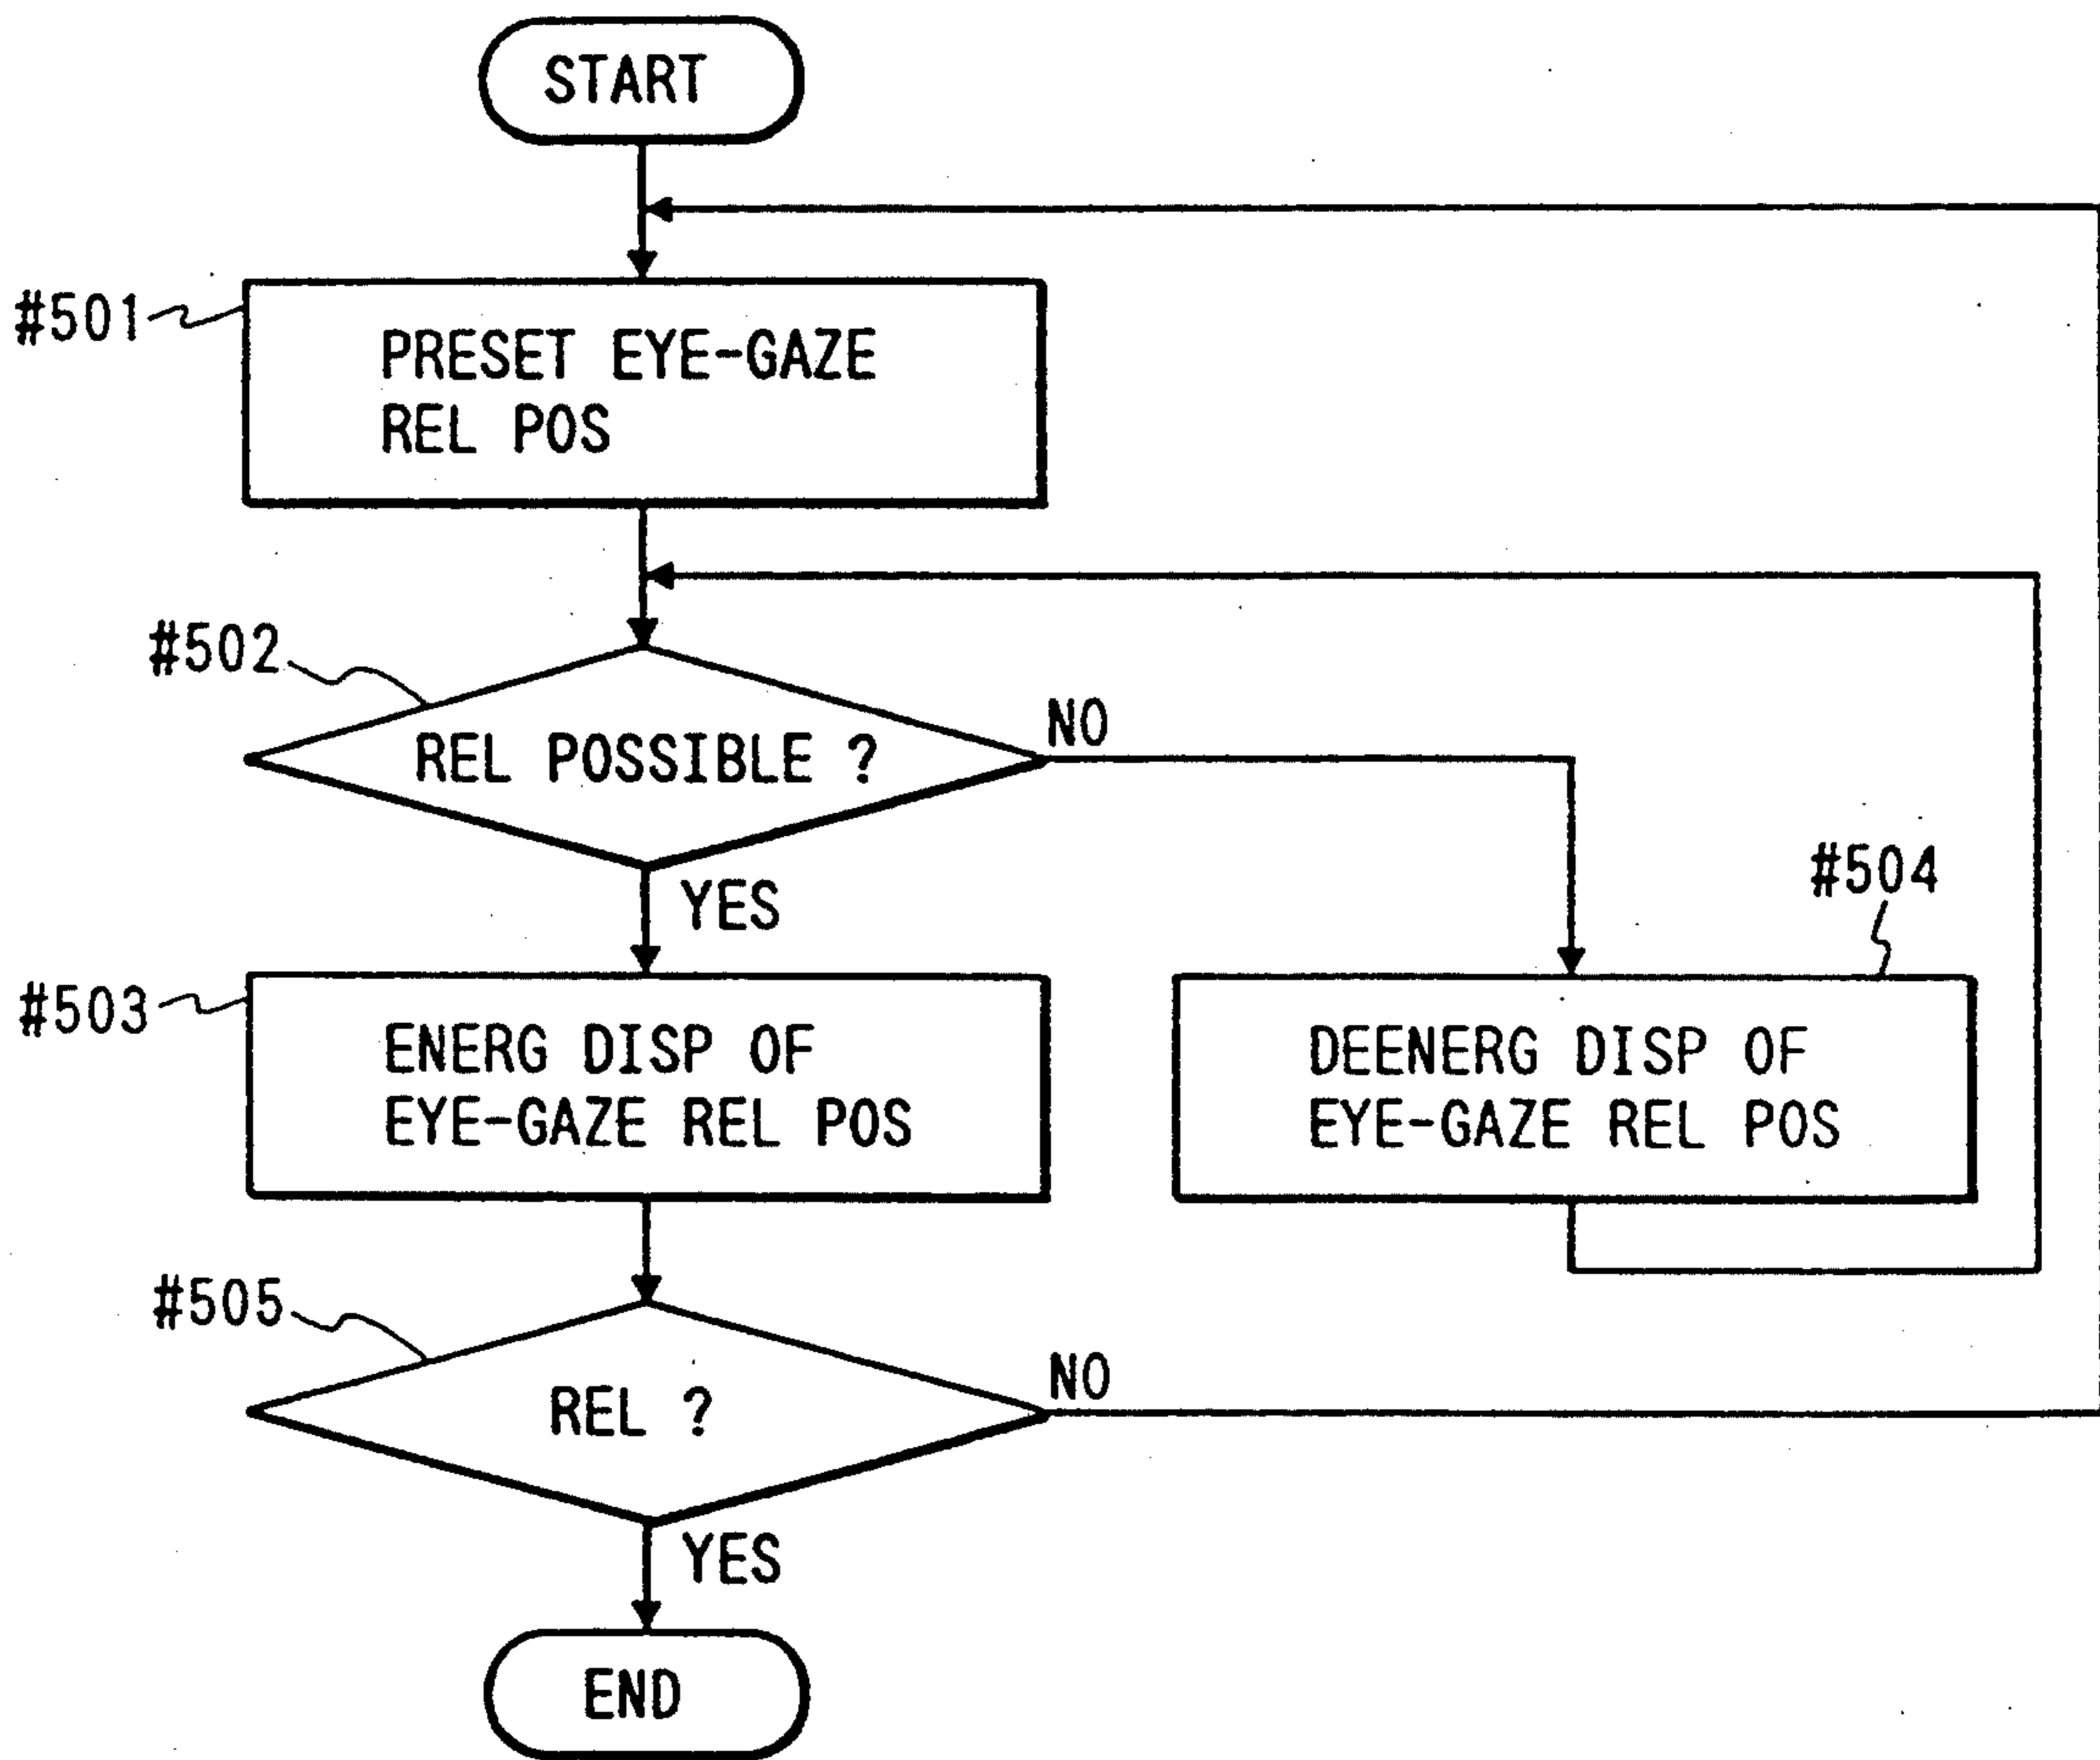 START
#501
PRESET EYE-GAZE
REL POS
#502
REL POSSIBLE ?
NO
YES
#504
#503
ENERG DISP OF
EYE-GAZE REL POS
DEENERG DISP OF
EYE-GAZE REL POS
#505
REL ?
NO
YES
END